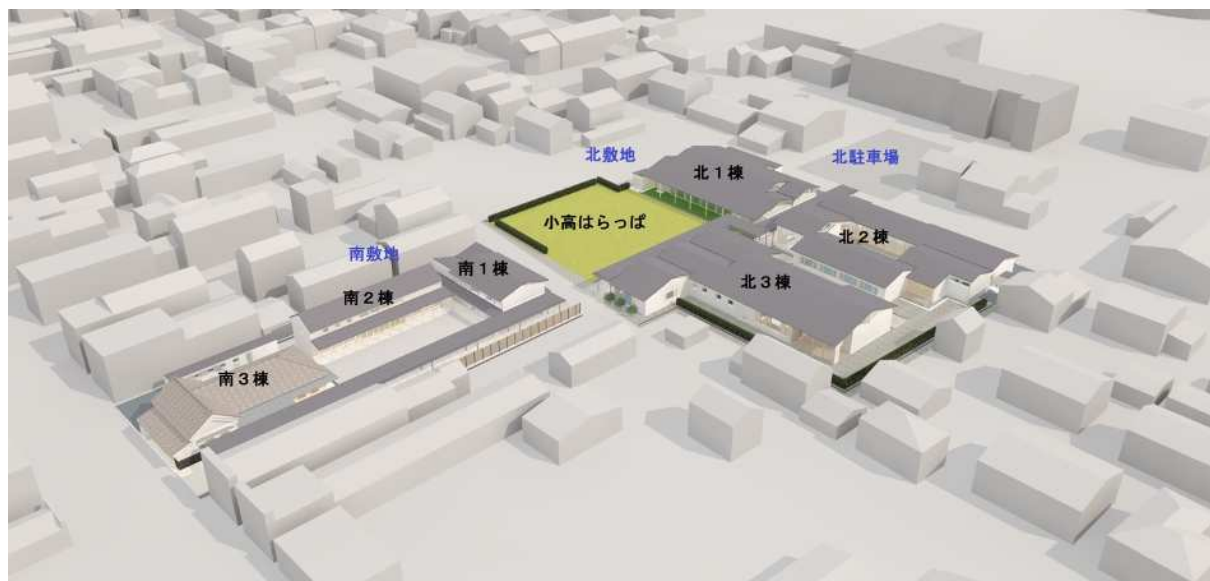 北敷地
北駐車場
北１棟
小高はらっぱ
北２棟
南敷地
南１棟
北３棟
南２棟
南３棟